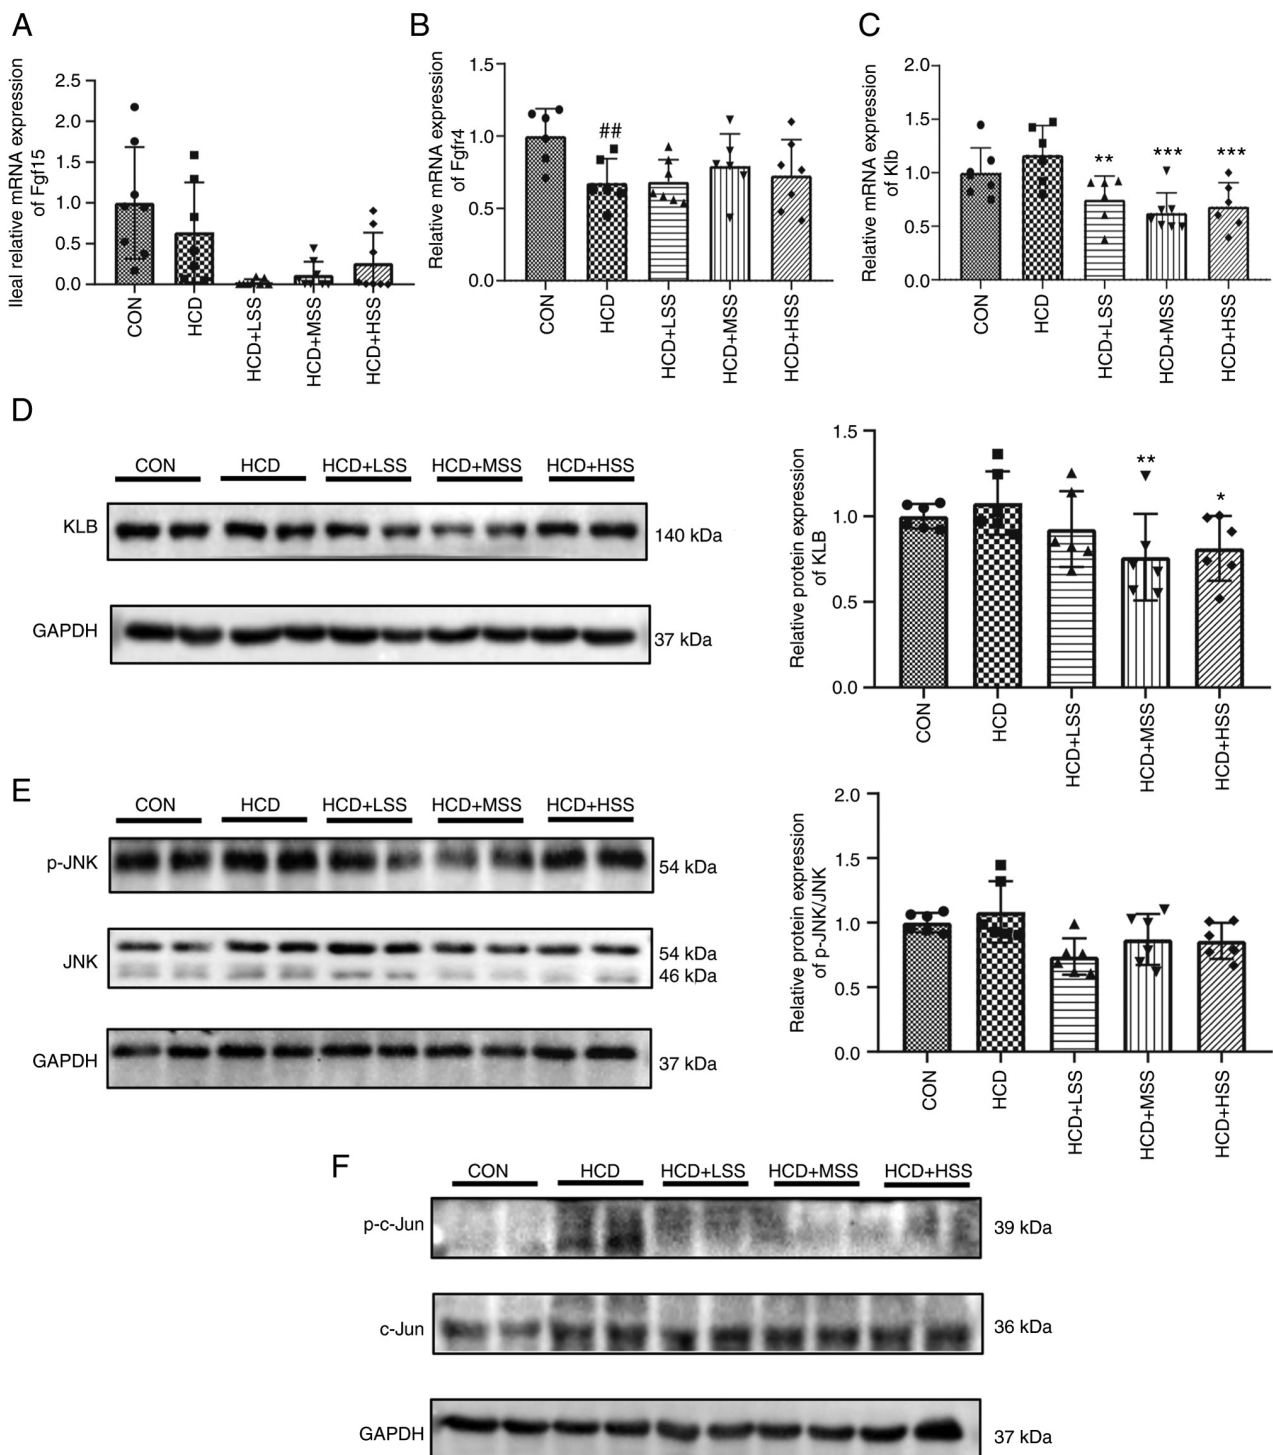 A
Ileal relative mRNA expression
of Fgf15
2.5
2.0
1.5
1.0
0.5
0.0
CON
HCD
HCD+LSS
HCD+MSS
HCD+HSS
B
Relative mRNA expression
of Fgfr4
1.5
1.0
0.5
0.0
##
CON
HCD
HCD+LSS
HCD+MSS
HCD+HSS
C
Relative mRNA expression
of Klb
2.0
1.5
1.0
0.5
0.0
**
***
***
CON
HCD
HCD+LSS
HCD+MSS
HCD+HSS
D
CON HCD HCD+LSS HCD+MSS HCD+HSS
KLB 140 kDa
GAPDH 37 kDa
Relative protein expression
of KLB
1.5
1.0
0.5
0.0
**
*
CON
HCD
HCD+LSS
HCD+MSS
HCD+HSS
E
CON HCD HCD+LSS HCD+MSS HCD+HSS
p-JNK 54 kDa
JNK 54 kDa
46 kDa
GAPDH 37 kDa
Relative protein expression
of p-JNK/JNK
2.0
1.5
1.0
0.5
0.0
CON
HCD
HCD+LSS
HCD+MSS
HCD+HSS
F
CON HCD HCD+LSS HCD+MSS HCD+HSS
p-c-Jun 39 kDa
c-Jun 36 kDa
GAPDH 37 kDa